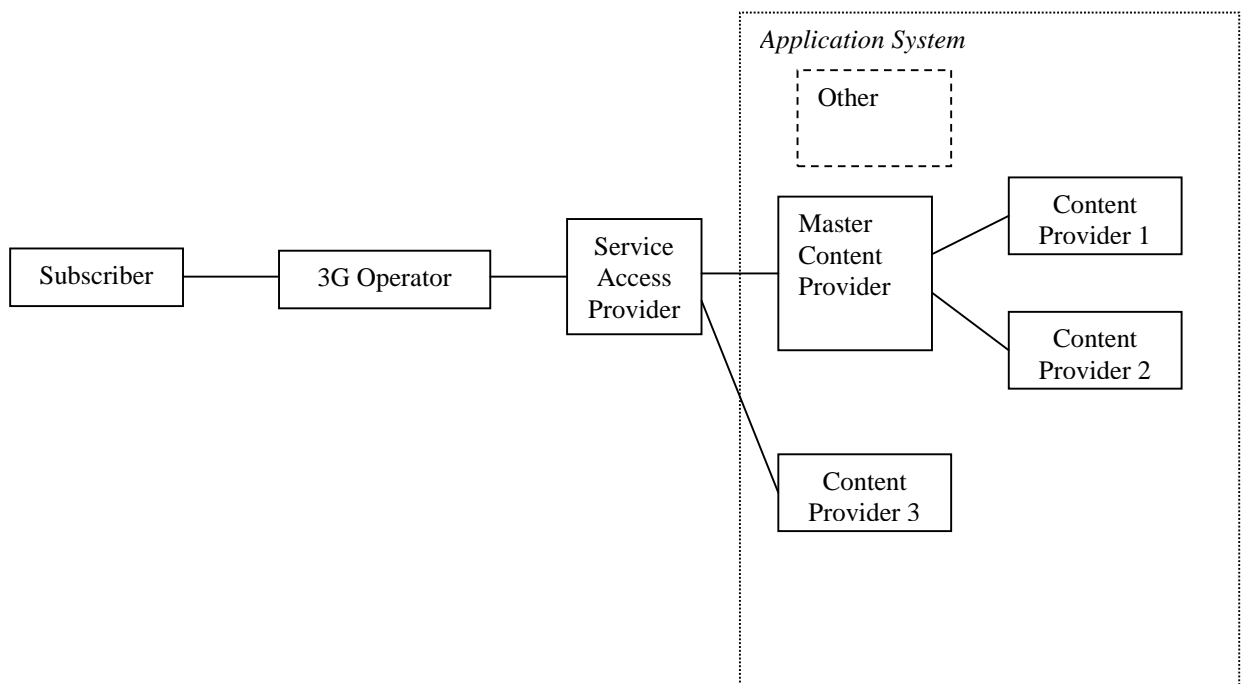 Application System
Other
Subscriber
3G Operator
Service
Access
Provider
Master
Content
Provider
Content
Provider 1
Content
Provider 2
Content
Provider 3